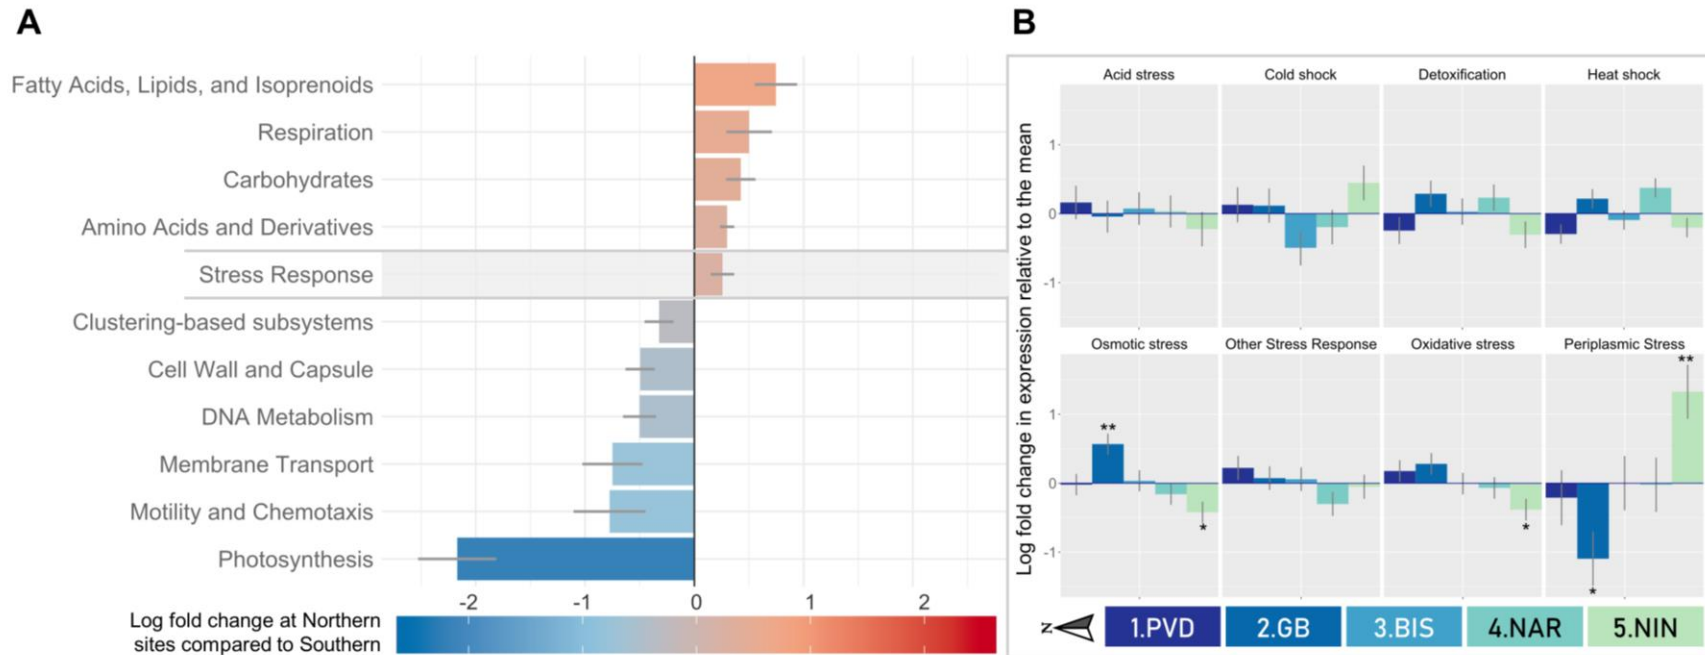 A
Fatty Acids, Lipids, and Isoprenoids
Respiration
Carbohydrates
Amino Acids and Derivatives
Stress Response
Clustering-based subsystems
Cell Wall and Capsule
DNA Metabolism
Membrane Transport
Motility and Chemotaxis
Photosynthesis
-2 -1 0 1 2
Log fold change at Northern
sites compared to Southern
B
Log fold change in expression relative to the mean
Acid stress Cold shock Detoxification Heat shock
1
0
-1
Osmotic stress Other Stress Response Oxidative stress Periplasmic Stress
**
**
1
0
*
*
-1
*
N 1.PVD 2.GB 3.BIS 4.NAR 5.NIN